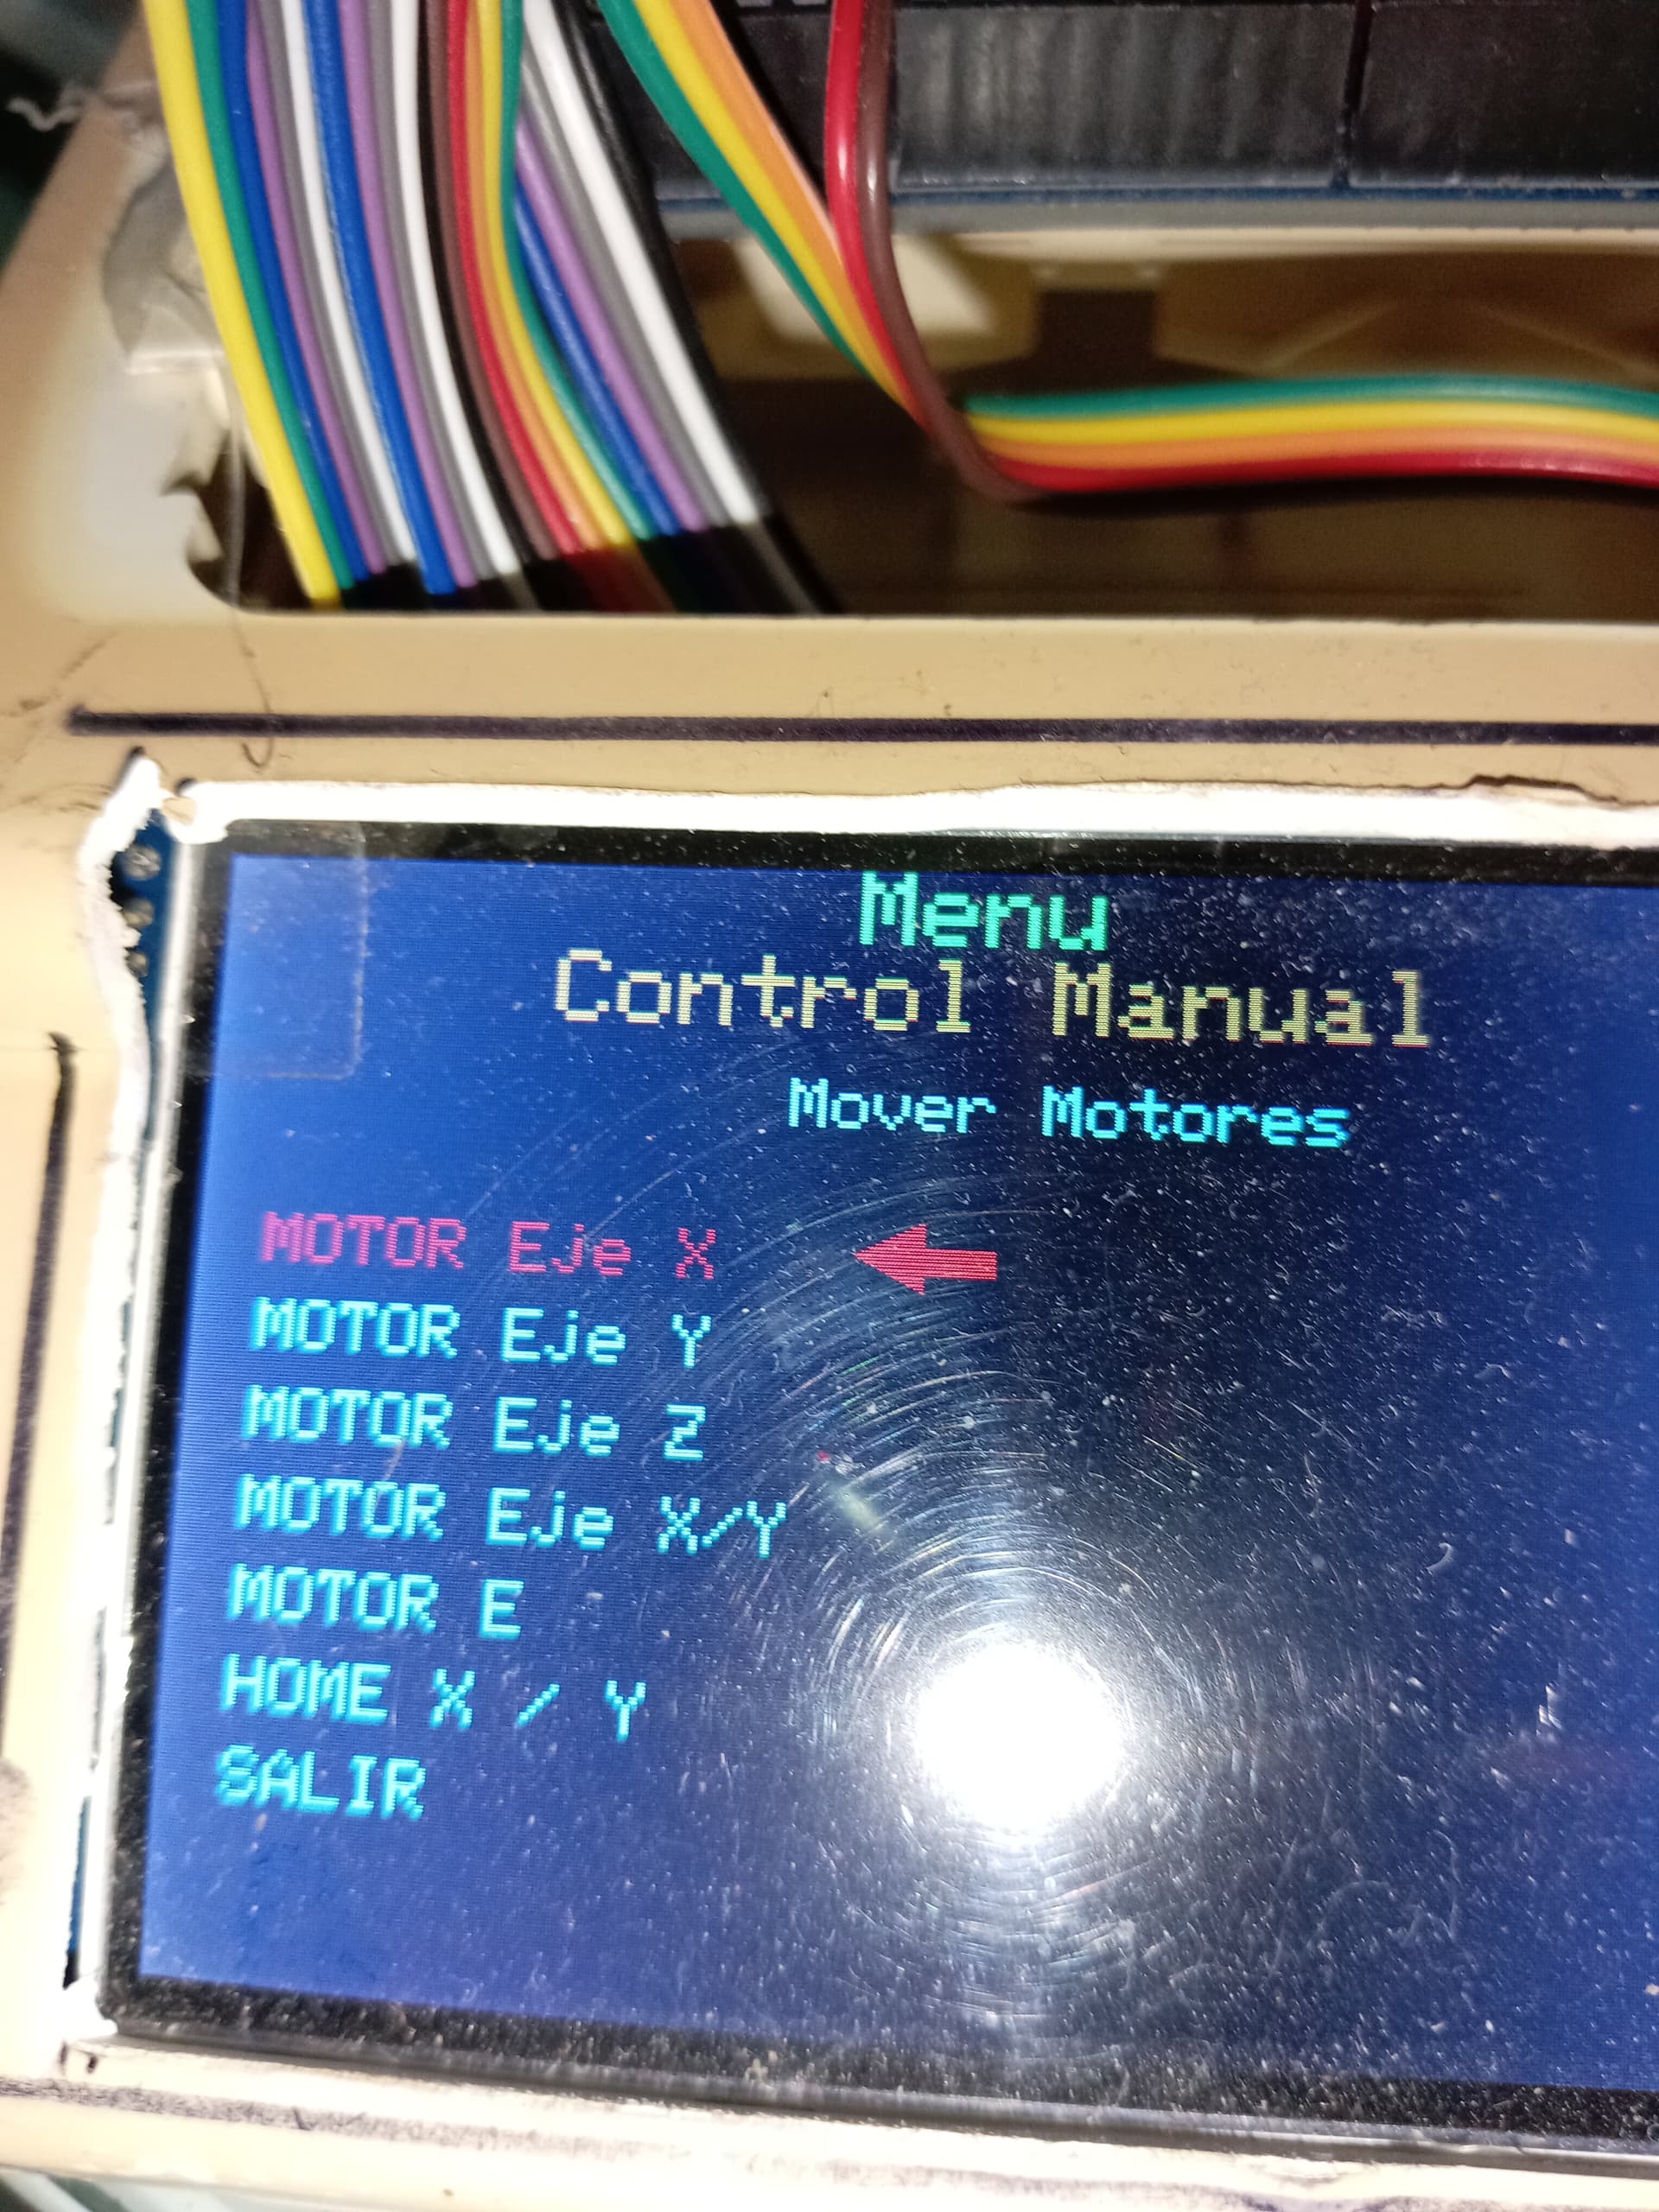 Menu
Control Manual
Mover Motores
MOTOR Eje X
MOTOR Eje Y
MOTOR Eje Z
MOTOR Eje X/Y
MOTOR E
HOME X / Y
SALIR